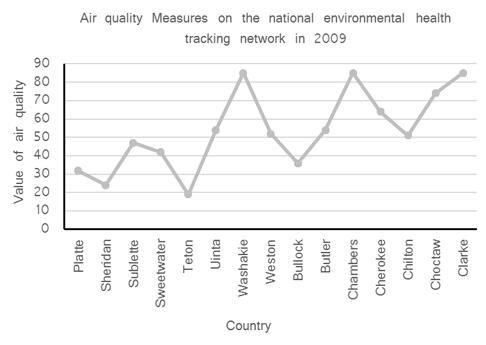 Air quality Measures on the national environmental health
tracking network in 2009
Value of air quality
90
80
70
60
50
40
30
20
10
0
Platte
Sheridan
Sublette
Sweetwater
Teton
Uinta
Washakie
Weston
Bullock
Butler
Chambers
Cherokee
Chilton
Choctaw
Clarke
Country